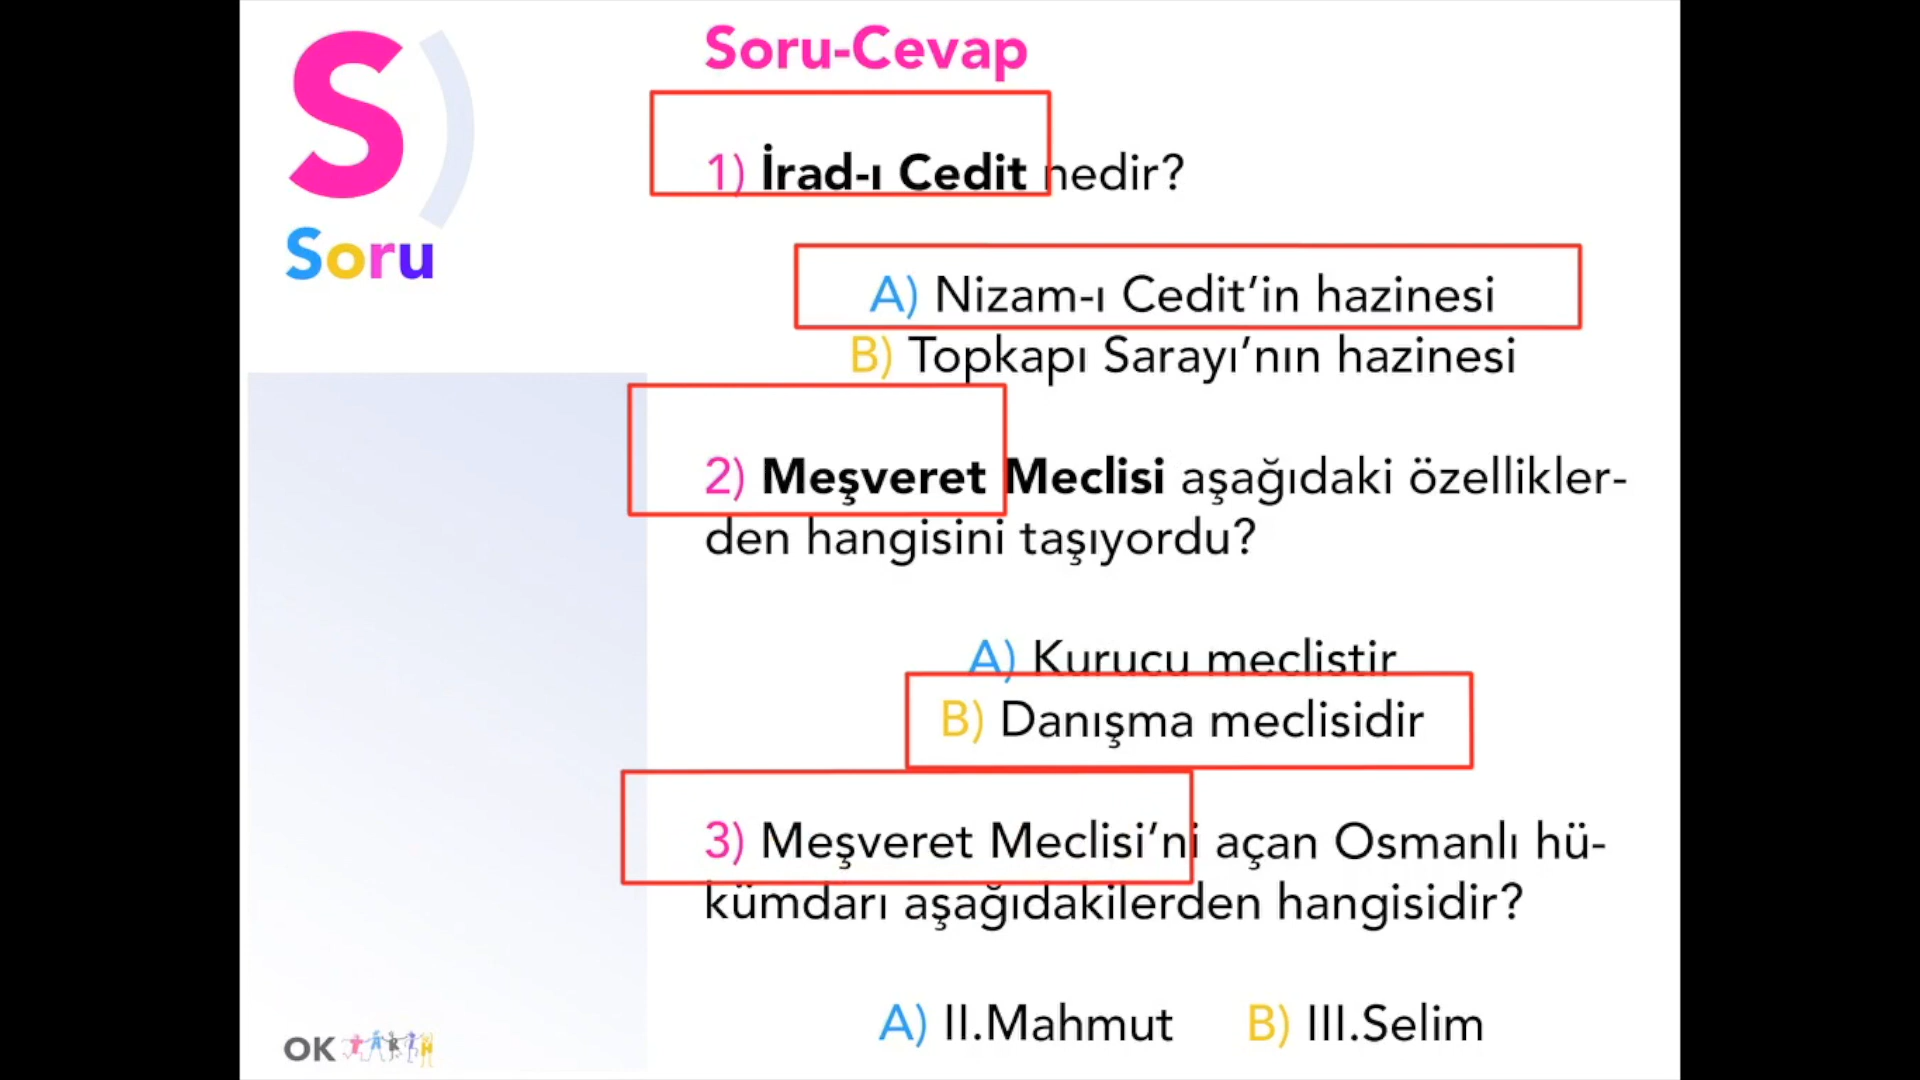 S)
Soru
Soru-Cevap
1) İrad-ı Cedit nedir?
A) Nizam-ı Cedit’in hazinesi
B) Topkapı Sarayı’nın hazinesi
2) Meşveret Meclisi aşağıdaki özellikler-
den hangisini taşıyordu?
A) Kurucu meclistir
B) Danışma meclisidir
3) Meşveret Meclisi’ni açan Osmanlı hü-
kümdarı aşağıdakilerden hangisidir?
A) II.Mahmut B) III.Selim
OK TARİH